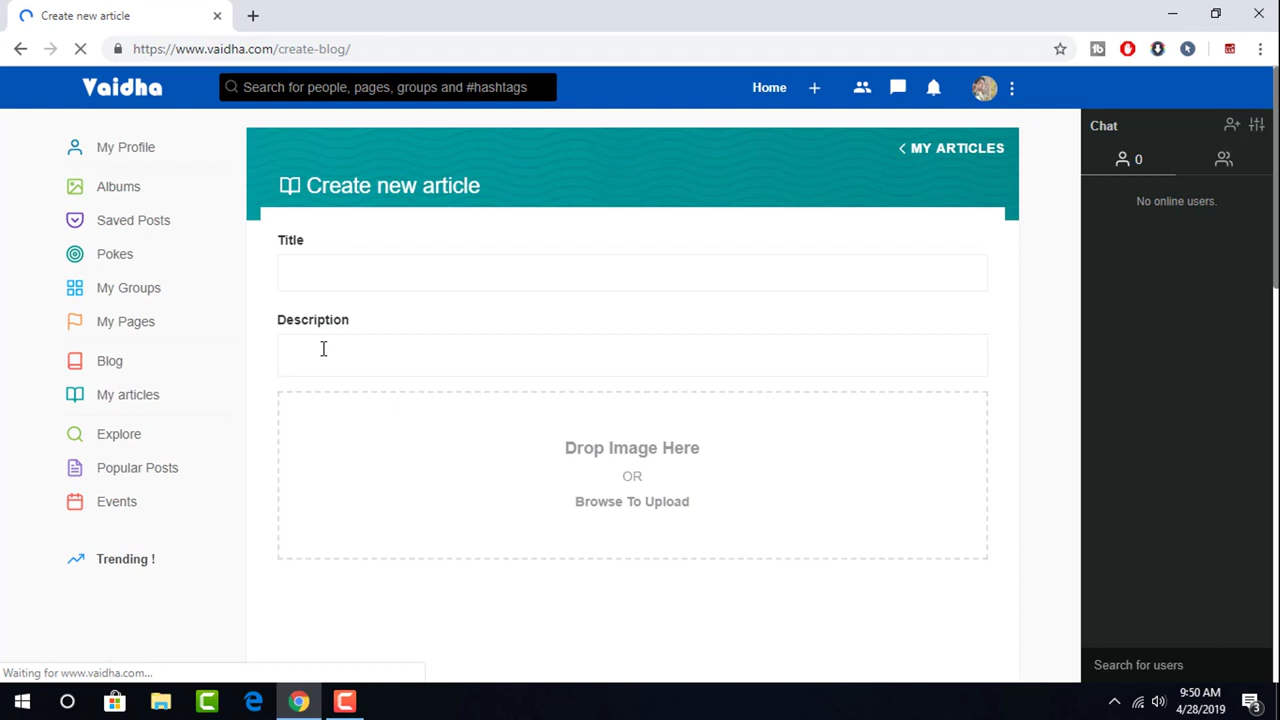 Create new article
https://www.vaidha.com/create-blog/
Vaidha
Search for people, pages, groups and #hashtags
Home
My Profile
Albums
Saved Posts
Pokes
My Groups
My Pages
Blog
My articles
Explore
Popular Posts
Events
Trending !
MY ARTICLES
Create new article
Title
Description
Drop Image Here
OR
Browse To Upload
Chat
0
No online users.
Search for users
Waiting for www.vaidha.com...
9:50 AM
4/28/2019
3